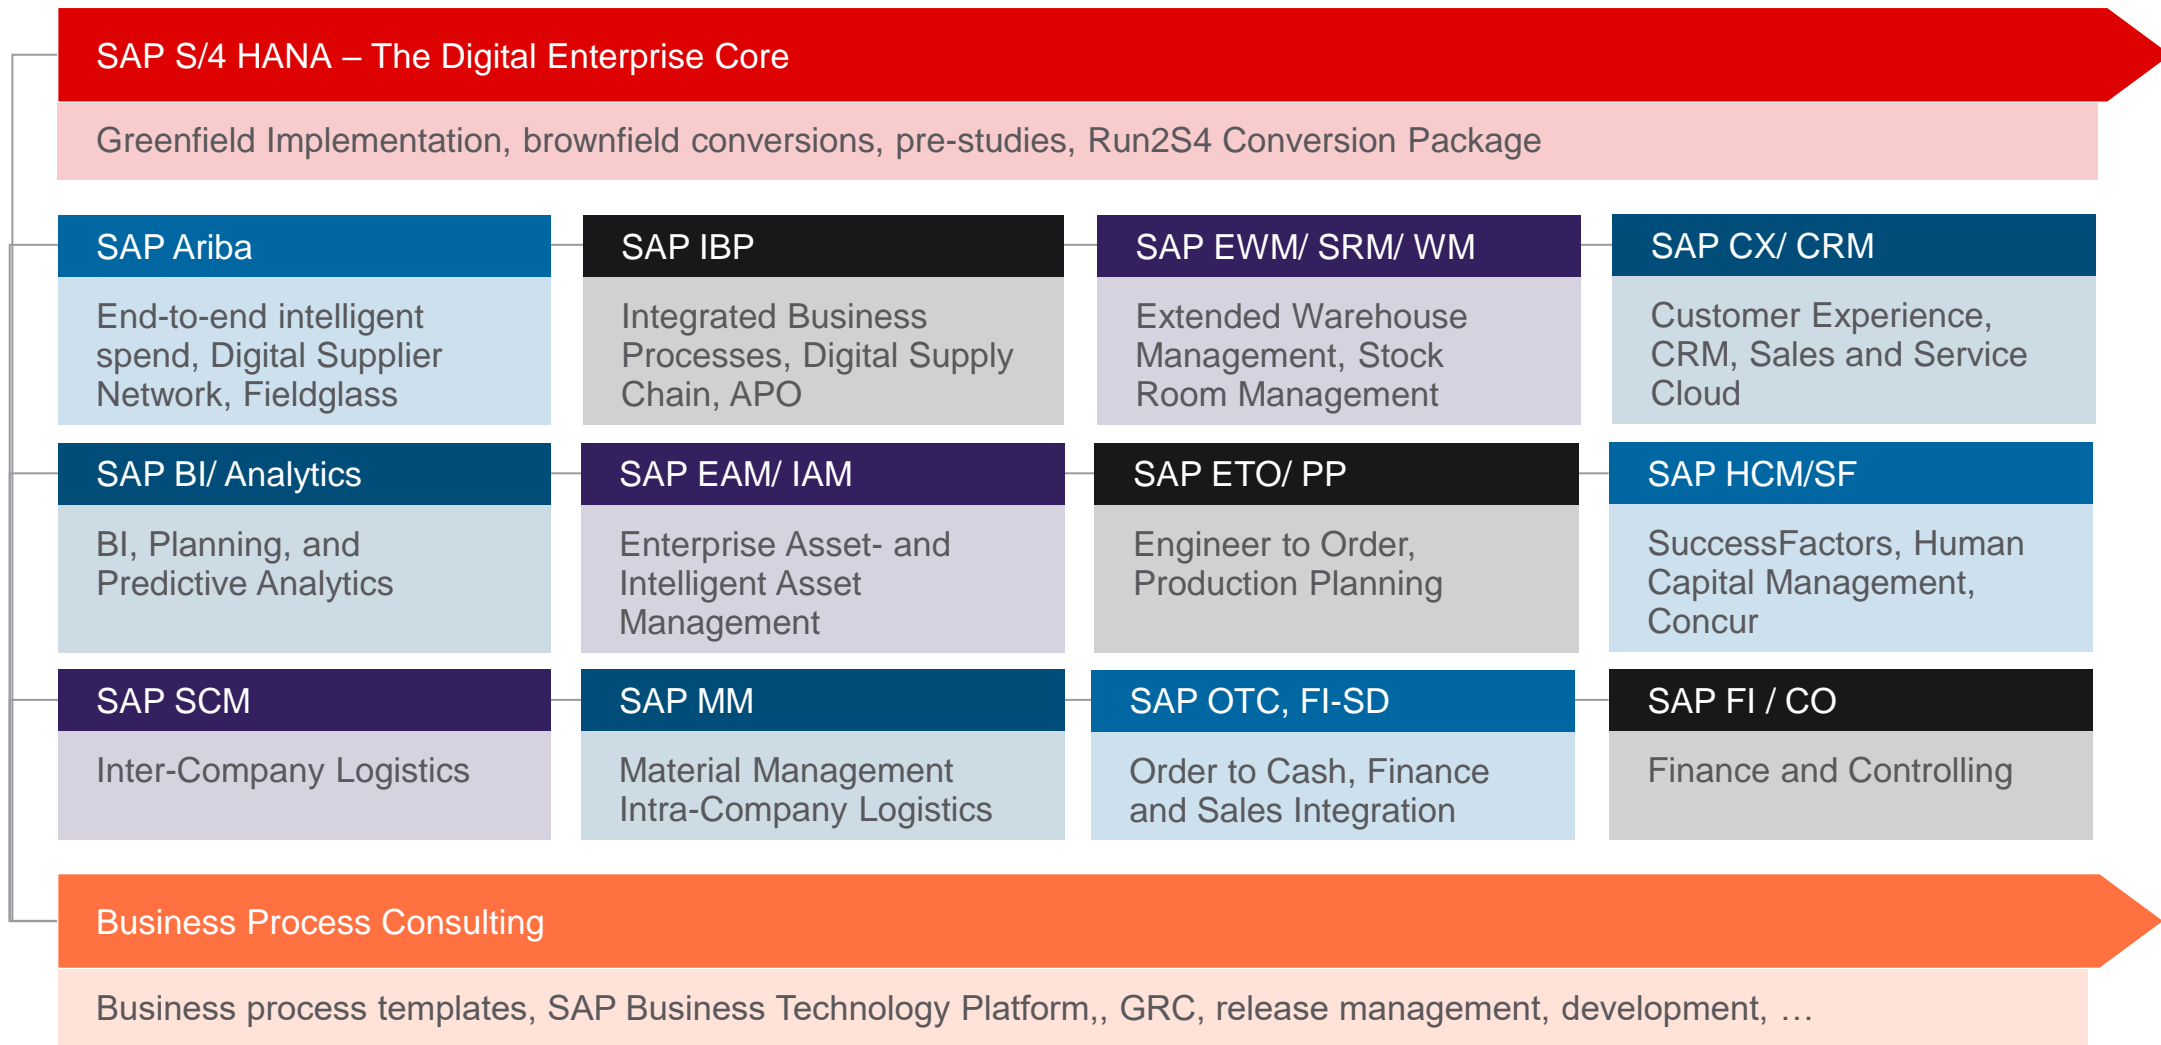 SAP S/4 HANA – The Digital Enterprise Core
Greenfield Implementation, brownfield conversions, pre-studies, Run2S4 Conversion Package
SAP Ariba
End-to-end intelligent
spend, Digital Supplier
Network, Fieldglass
SAP IBP
Integrated Business
Processes, Digital Supply
Chain, APO
SAP EWM/ SRM/ WM
Extended Warehouse
Management, Stock
Room Management
SAP CX/ CRM
Customer Experience,
CRM, Sales and Service
Cloud
SAP BI/ Analytics
BI, Planning, and
Predictive Analytics
SAP EAM/ IAM
Enterprise Asset- and
Intelligent Asset
Management
SAP ETO/ PP
Engineer to Order,
Production Planning
SAP HCM/SF
SuccessFactors, Human
Capital Management,
Concur
SAP SCM
Inter-Company Logistics
SAP MM
Material Management
Intra-Company Logistics
SAP OTC, FI-SD
Order to Cash, Finance
and Sales Integration
SAP FI / CO
Finance and Controlling
Business Process Consulting
Business process templates, SAP Business Technology Platform,, GRC, release management, development, …